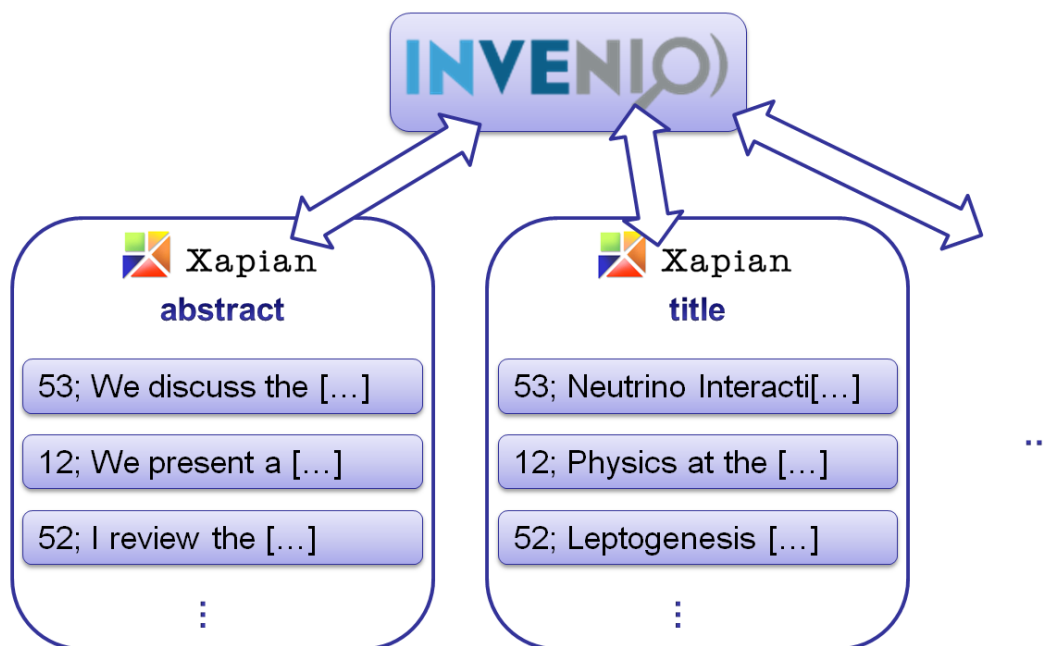 INVENIO
Xapian
abstract
53; We discuss the […]
12; We present a […]
52; I review the […]
⋮
Xapian
title
53; Neutrino Interacti[…]
12; Physics at the […]
52; Leptogenesis […]
⋮
..